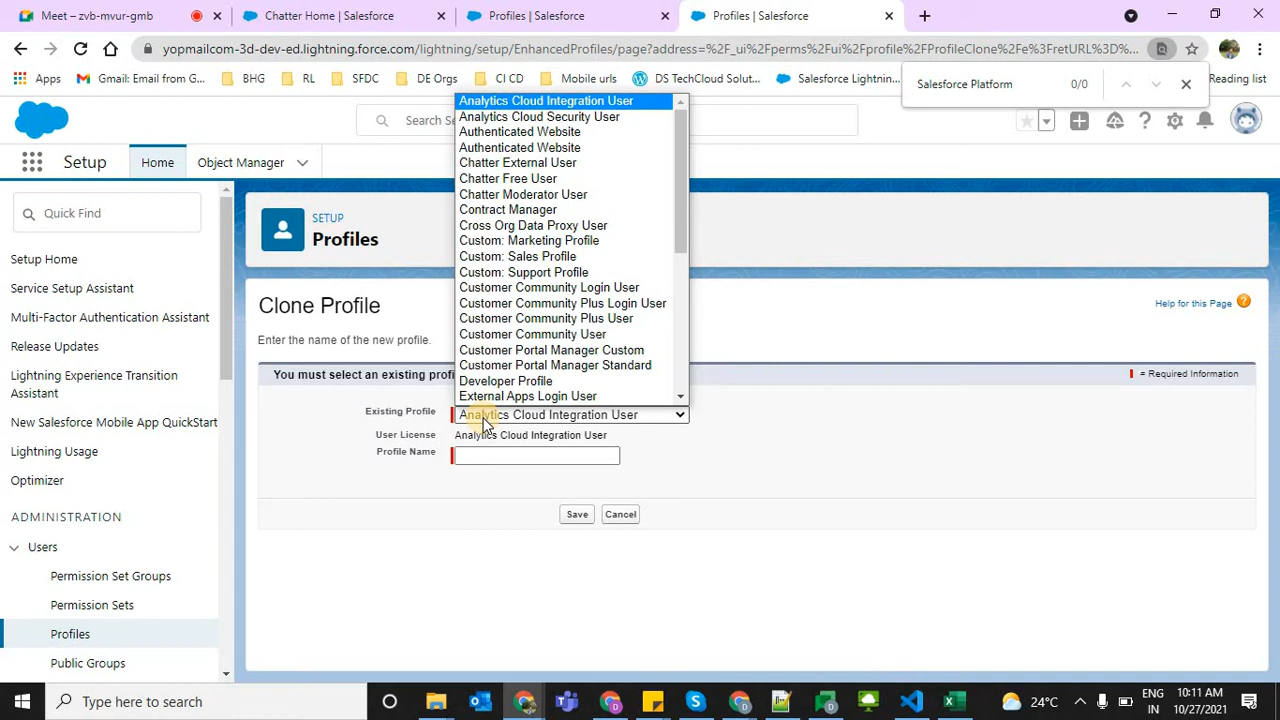 Meet – zvb-mvur-gmb
Chatter Home | Salesforce
Profiles | Salesforce
Profiles | Salesforce
yopmailcom-3d-dev-ed.lightning.force.com/lightning/setup/EnhancedProfiles/page?address=%2F_ui%2Fperms%2Fui%2Fprofile%2FProfileClone%2Fe%3FretURL%3D%...
Apps
Gmail: Email from G...
BHG
RL
SFDC
DE Orgs
CI CD
Mobile urls
DS TechCloud Solut...
Salesforce Lightnin...
Reading list
Salesforce Platform
0/0
Search Se
Setup
Home
Object Manager
Quick Find
Setup Home
Service Setup Assistant
Multi-Factor Authentication Assistant
Release Updates
Lightning Experience Transition
Assistant
New Salesforce Mobile App QuickStart
Lightning Usage
Optimizer
ADMINISTRATION
Users
Permission Set Groups
Permission Sets
Profiles
Public Groups
SETUP
Profiles
Clone Profile
Help for this Page
Enter the name of the new profile.
You must select an existing profi
= Required Information
Existing Profile
Analytics Cloud Integration User
User License
Analytics Cloud Integration User
Profile Name
Save
Cancel
Analytics Cloud Integration User
Analytics Cloud Security User
Authenticated Website
Authenticated Website
Chatter External User
Chatter Free User
Chatter Moderator User
Contract Manager
Cross Org Data Proxy User
Custom: Marketing Profile
Custom: Sales Profile
Custom: Support Profile
Customer Community Login User
Customer Community Plus Login User
Customer Community Plus User
Customer Community User
Customer Portal Manager Custom
Customer Portal Manager Standard
Developer Profile
External Apps Login User
Type here to search
24°C
ENG
IN
10:11 AM
10/27/2021